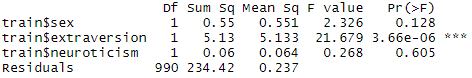 Df Sum Sq Mean Sq F value Pr(>F)
train$sex 1 0.55 0.551 2.326 0.128
train$extraversion 1 5.13 5.133 21.679 3.66e-06 ***
train$neuroticism 1 0.06 0.064 0.268 0.605
Residuals 990 234.42 0.237